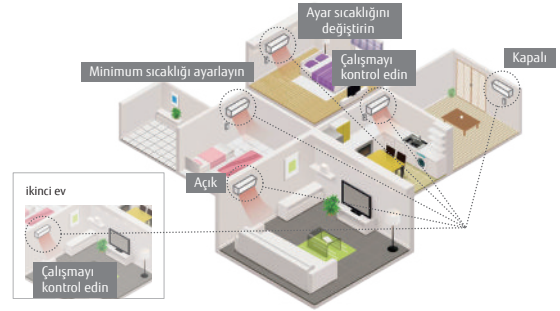 Ayar sıcaklığını
değiştirin
Kapalı
Çalışmayı
kontrol edin
Minimum sıcaklığı ayarlayın
Açık
ikinci ev
Çalışmayı
kontrol edin